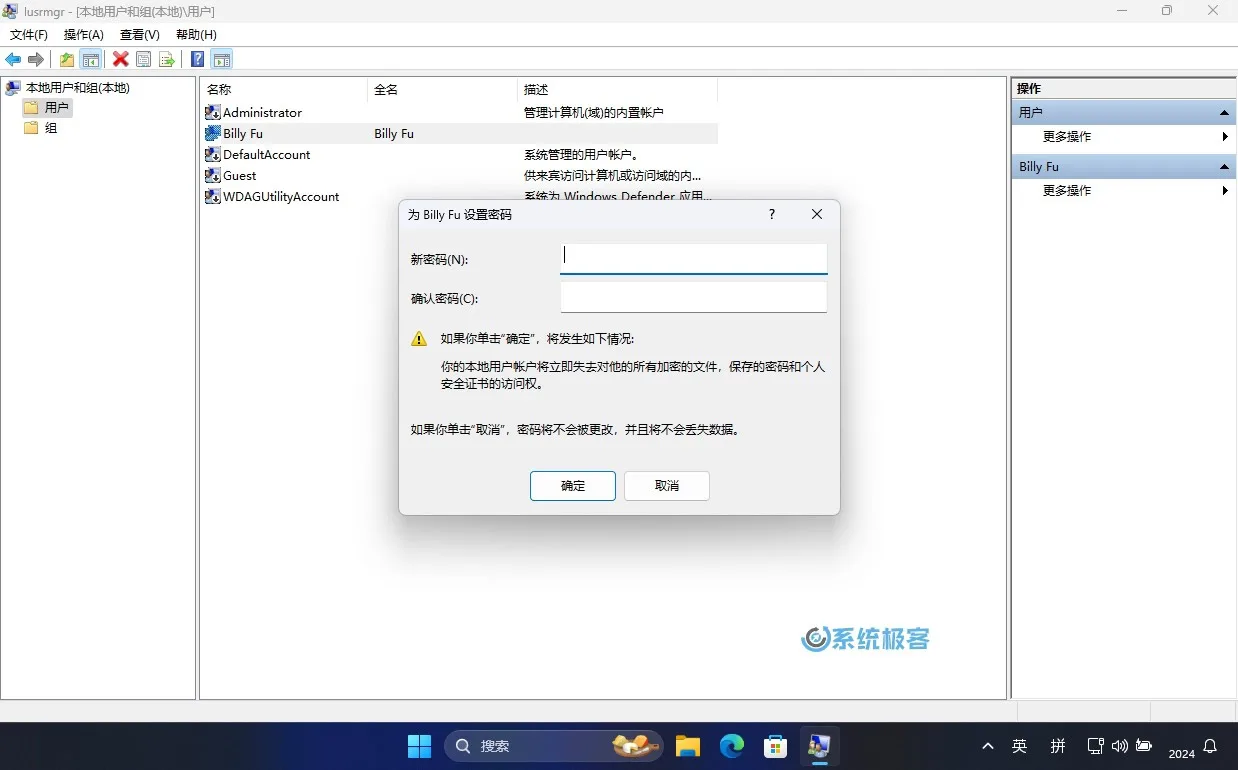 lusrmgr - [本地用户和组(本地)\用户]
文件(F) 操作(A) 查看(V) 帮助(H)
本地用户和组(本地)
用户
组
名称 全名 描述
Administrator 管理计算机(域)的内置帐户
Billy Fu Billy Fu
DefaultAccount 系统管理的用户帐户。
Guest 供来宾访问计算机或访问域的内...
WDAGUtilityAccount 系统为 Windows Defender 应用...
操作
用户
更多操作
Billy Fu
更多操作
为 Billy Fu 设置密码
新密码(N):
确认密码(C):
如果你单击“确定”，将发生如下情况:
你的本地用户帐户将立即失去对他的所有加密的文件，保存的密码和个人
安全证书的访问权。
如果你单击“取消”，密码将不会被更改，并且将不会丢失数据。
确定 取消
系统极客
搜索
英 拼 2024